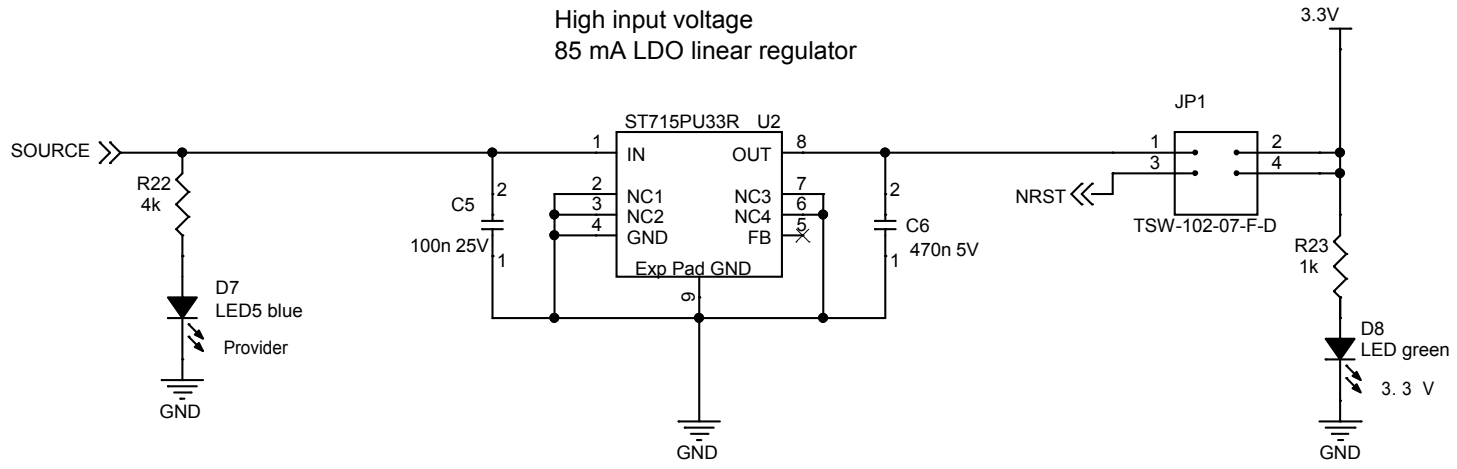 High input voltage
85 mA LDO linear regulator
3.3V
JP1
ST715PU33R U2
SOURCE
1 IN OUT 8
1 2
3 4
R22
4k
2 NC1 NC3 7
3 NC2 NC4 6
4 GND FB 5
NRST
TSW-102-07-F-D
2
C5
100n 25V
1
2
C6
470n 5V
1
R23
1k
Exp Pad GND
9
D7
LED5 blue
Provider
D8
LED green
3. 3 V
GND
GND
GND